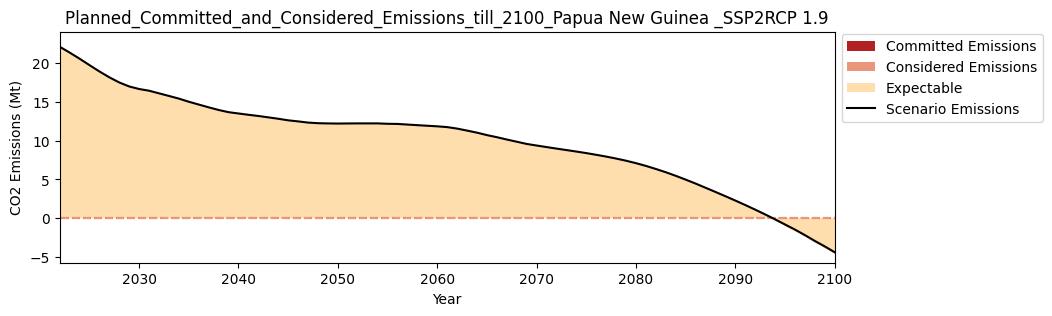 Planned_Committed_and_Considered_Emissions_till_2100_Papua New Guinea _SSP2RCP 1.9
CO2 Emissions (Mt)
20
15
10
5
0
−5
2030
2040
2050
2060
2070
2080
2090
2100
Year
Committed Emissions
Considered Emissions
Expectable
Scenario Emissions